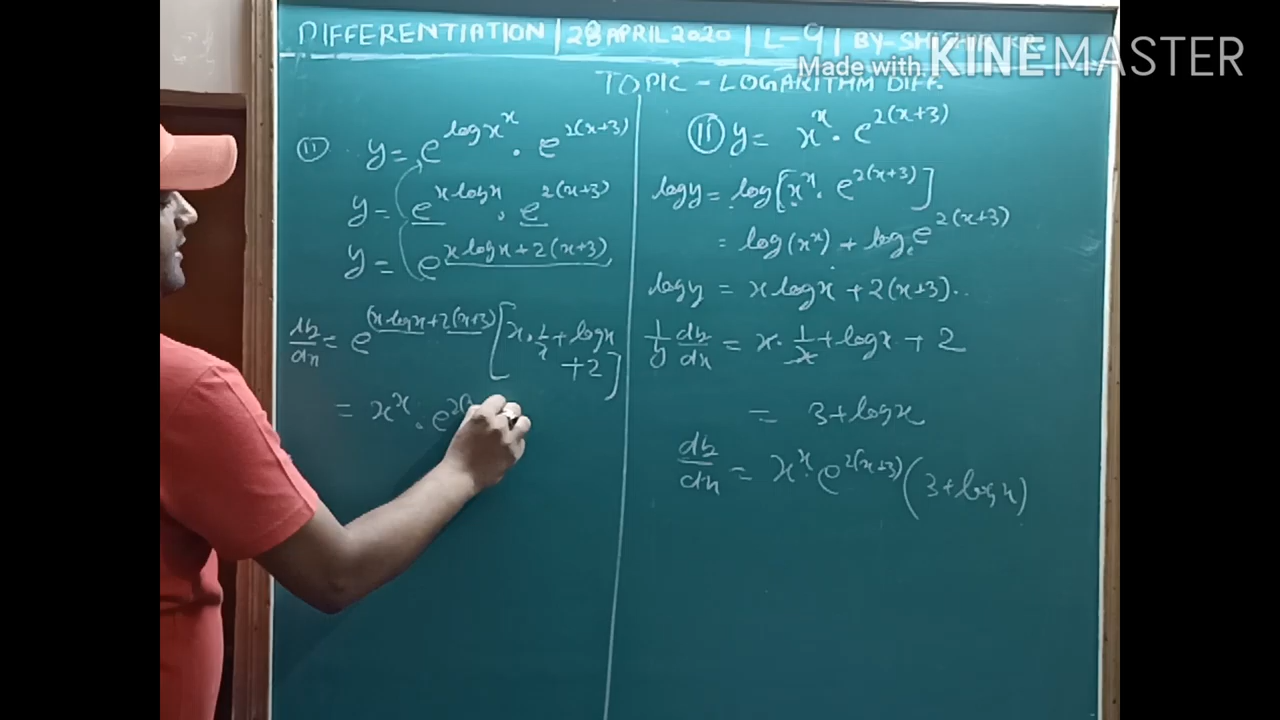 DIFFERENTIATION | 28 APRIL 2020 | L-9 | BY-
Made with KINEMASTER
TOPIC - LOGARITHM DIFF.
⑪ y = e^{log x^x} · e^{2(x+3)}
y = e^{x log x} · e^{2(x+3)}
y = e^{x log x + 2(x+3)}
dy/dx = e^{(x log x + 2(x+3))} [x · 1/x + log x
+2]
= x^x · e^{2(
⑪ y = x^x · e^{2(x+3)}
log y = log[x^x · e^{2(x+3)}]
= log(x^x) + log_e e^{2(x+3)}
log y = x log x + 2(x+3)..
1/y dy/dx = x · 1/x + log x + 2
= 3 + log x
dy/dx = x^x · e^{2(x+3)} (3 + log x)